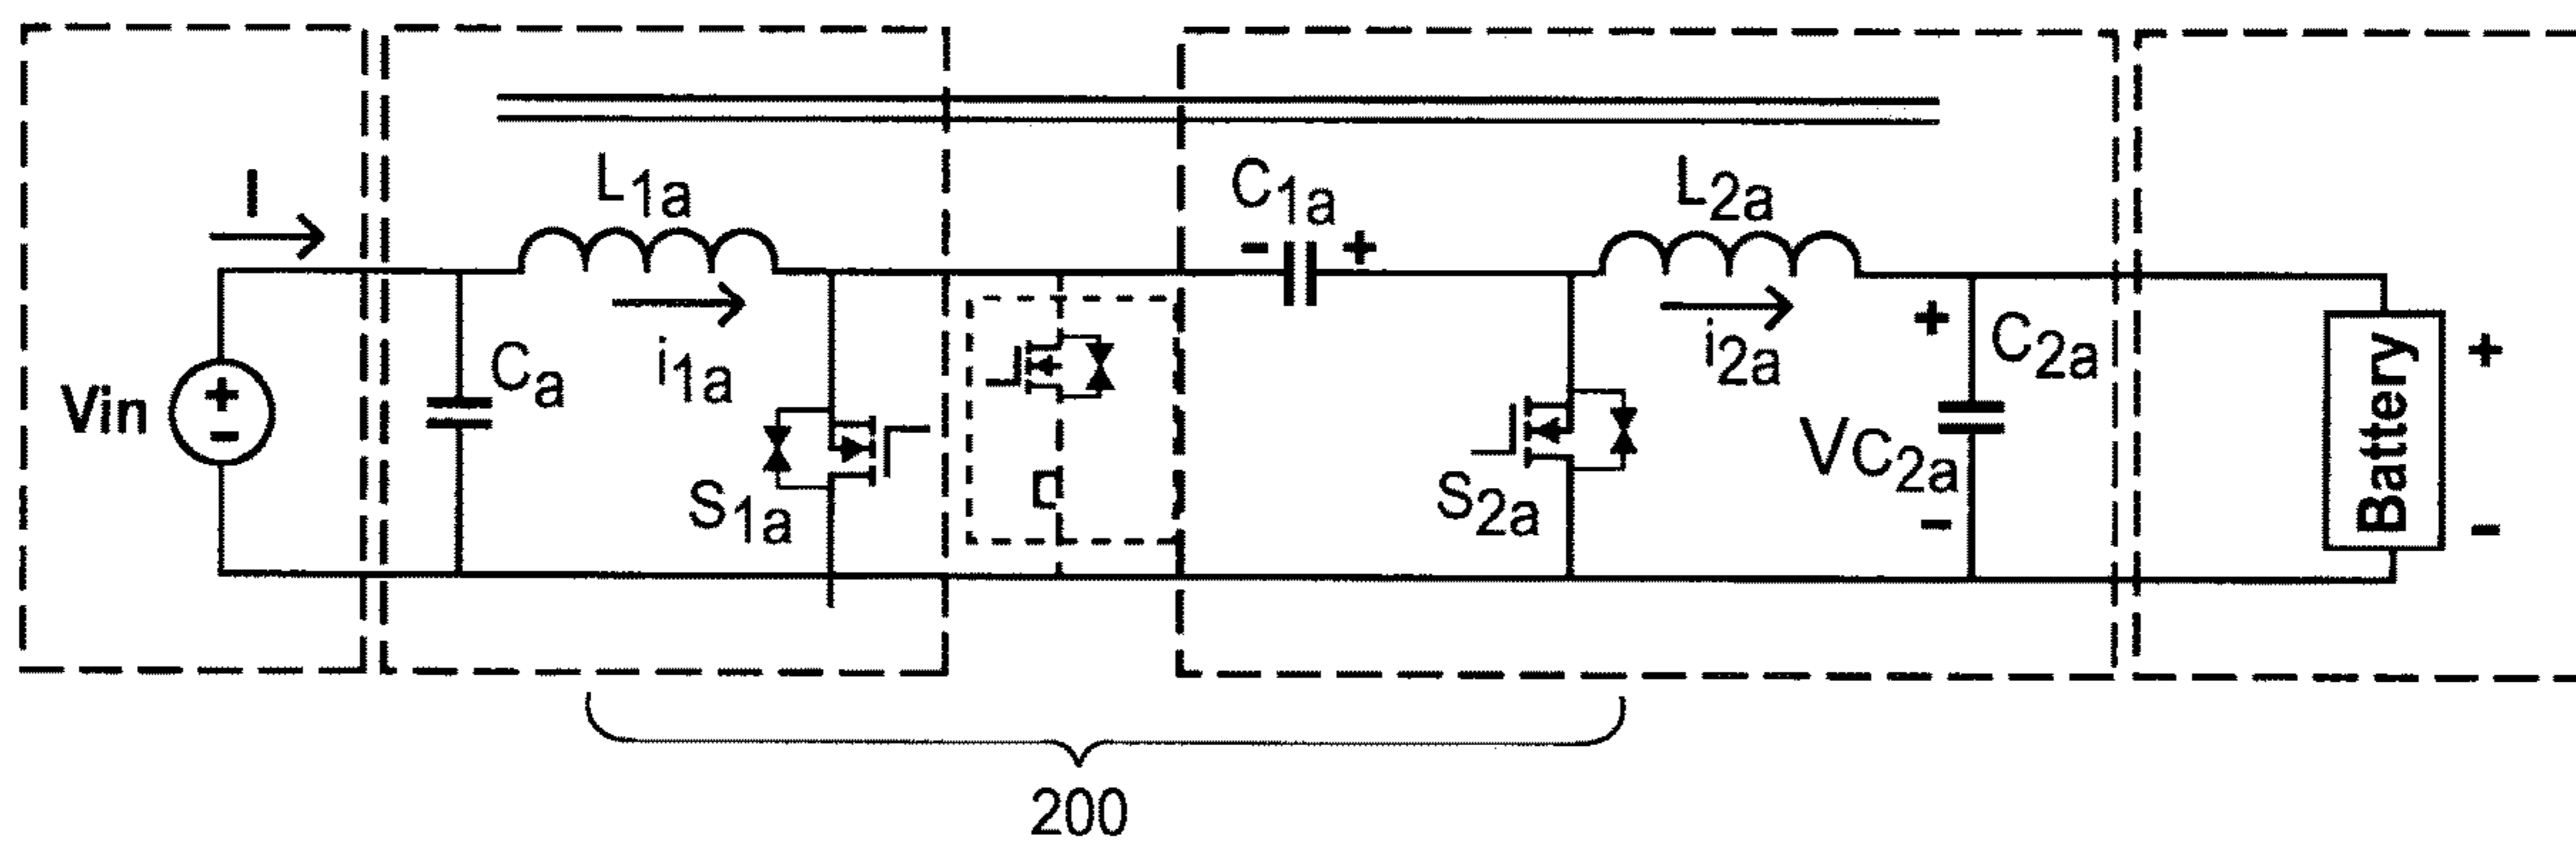 I
L1a
C1a
L2a
Vin
+
-
Ca
i1a
S1a
- +
i2a
S2a
+
VC2a
-
C2a
Battery
+
-
200